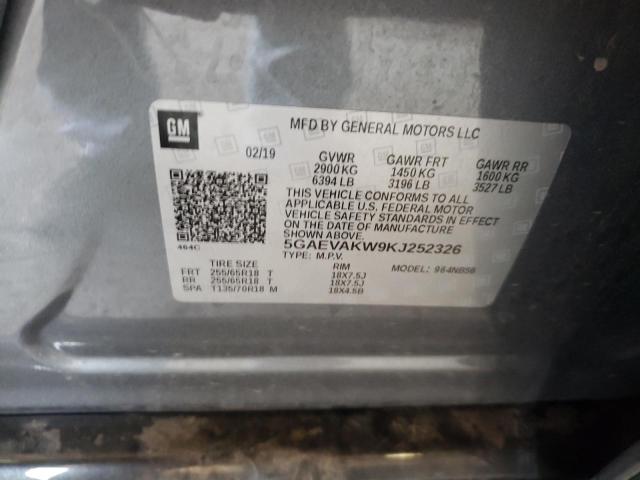 GM
MFD BY GENERAL MOTORS LLC
02/19
GVWR GAWR FRT GAWR RR
2900 KG 1450 KG 1600 KG
6394 LB 3196 LB 3527 LB
THIS VEHICLE CONFORMS TO ALL
APPLICABLE U.S. FEDERAL MOTOR
VEHICLE SAFETY STANDARDS IN EFFECT
ON THE DATE OF MANUFACTURE
464C
5GAEVAKW9KJ252326
TYPE: M.P.V. MODEL: 984NB56
TIRE SIZE RIM
FRT 255/65R18 T 18X7.5J
RR 255/65R18 T 18X7.5J
SPA T135/70R18 M 18X4.5B